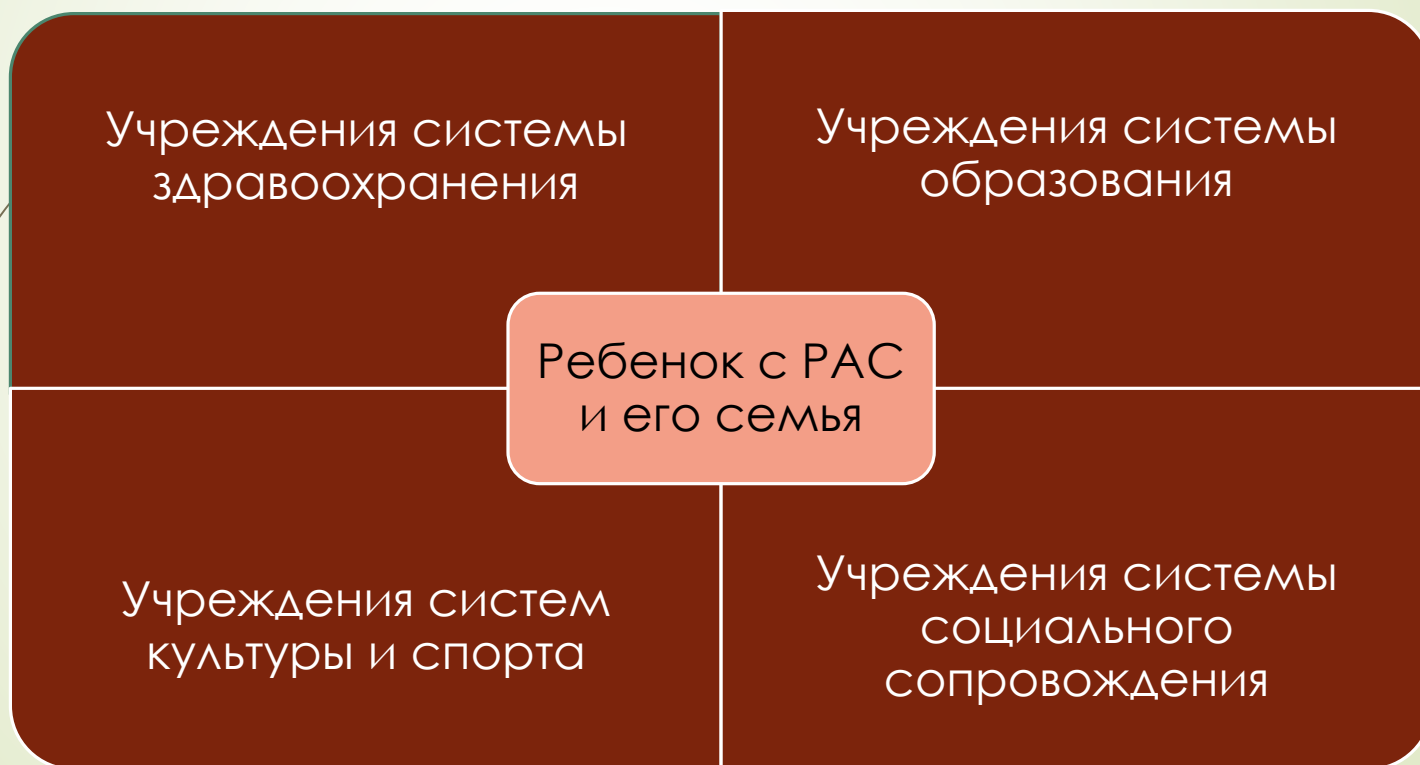 Учреждения системы
здравоохранения
Учреждения системы
образования
Ребенок с РАС
и его семья
Учреждения систем
культуры и спорта
Учреждения системы
социального
сопровождения